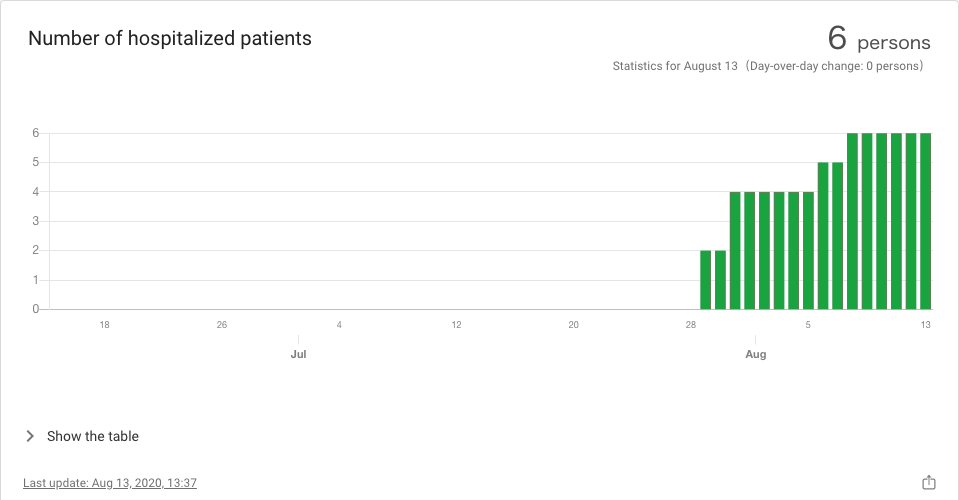 Number of hospitalized patients
6 persons
Statistics for August 13 （Day-over-day change: 0 persons）
6
5
4
3
2
1
0
18 26 4 12 20 28 5 13
Jul Aug
Show the table
Last update: Aug 13, 2020, 13:37